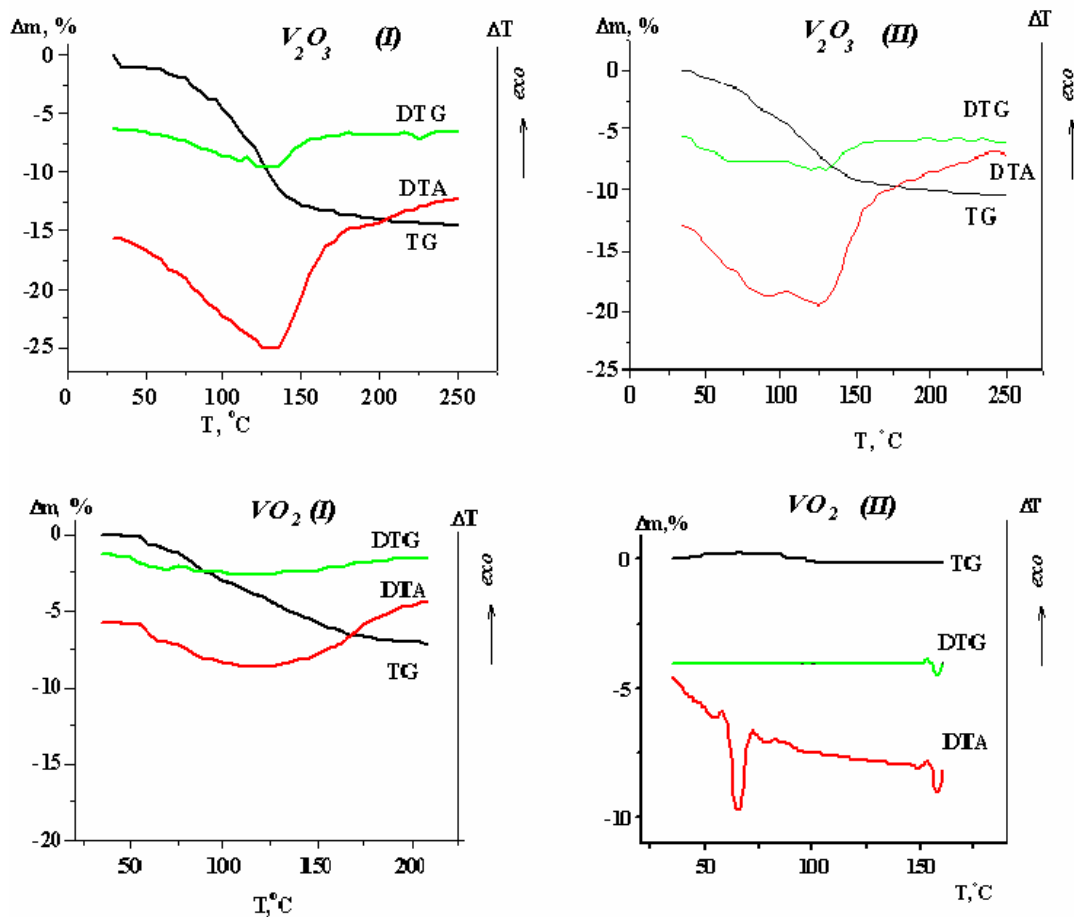 Δm, %
V₂O₃ (I)
ΔT
exo
0
-5
-10
-15
-20
-25
DTG
DTA
TG
0 50 100 150 200 250
T, °C
Δm, %
V₂O₃ (II)
ΔT
exo
0
-5
-10
-15
-20
-25
DTG
DTA
TG
0 50 100 150 200 250
T, °C
Δm, %
VO₂ (I)
ΔT
exo
0
-5
-10
-15
-20
DTG
DTA
TG
50 100 150 200
T,°C
Δm,%
VO₂ (II)
ΔT
exo
0
-5
-10
TG
DTG
DTA
50 100 150
T,°C